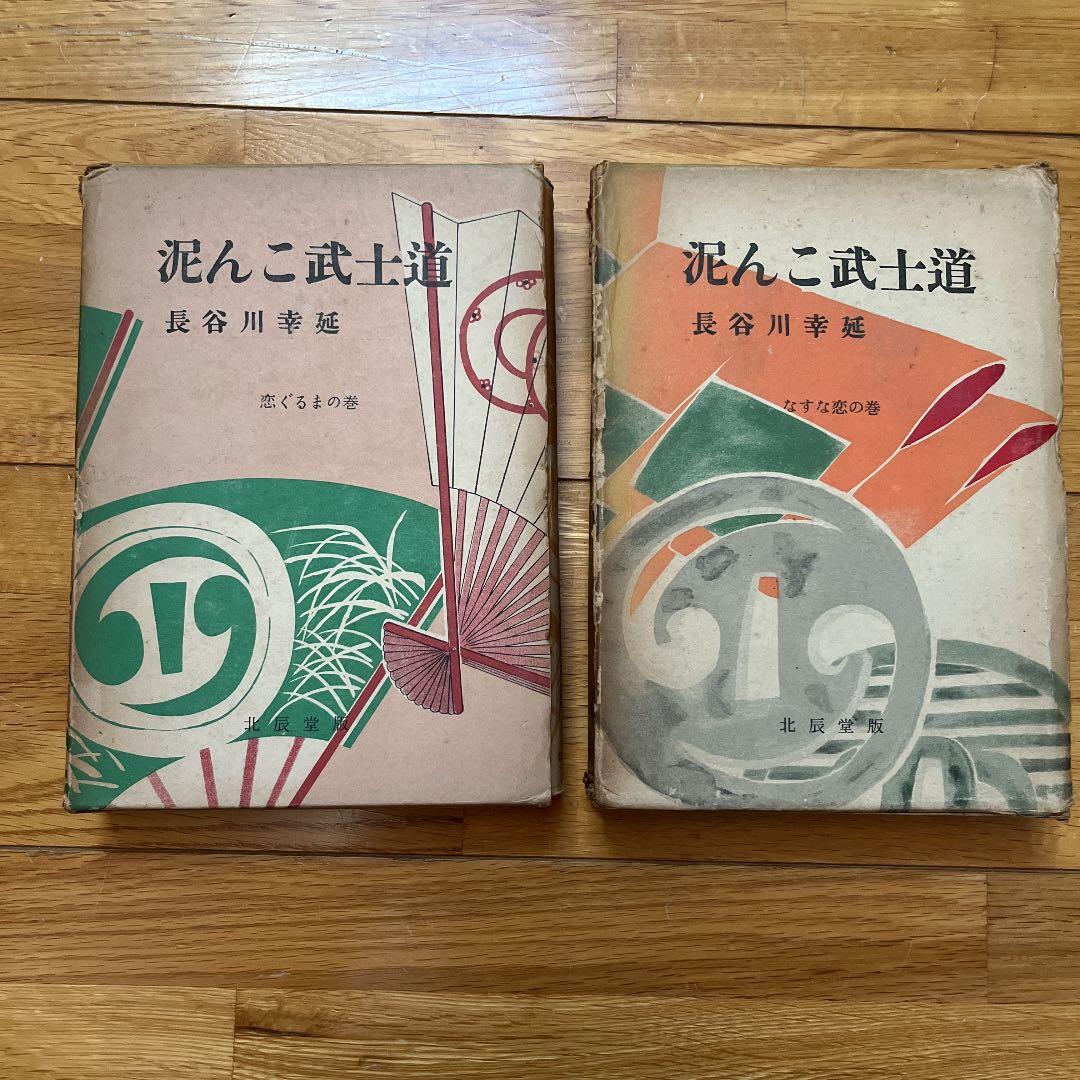 泥んこ武士道
長谷川幸延
恋ぐるまの巻
北辰堂版
泥んこ武士道
長谷川幸延
なすな恋の巻
北辰堂版